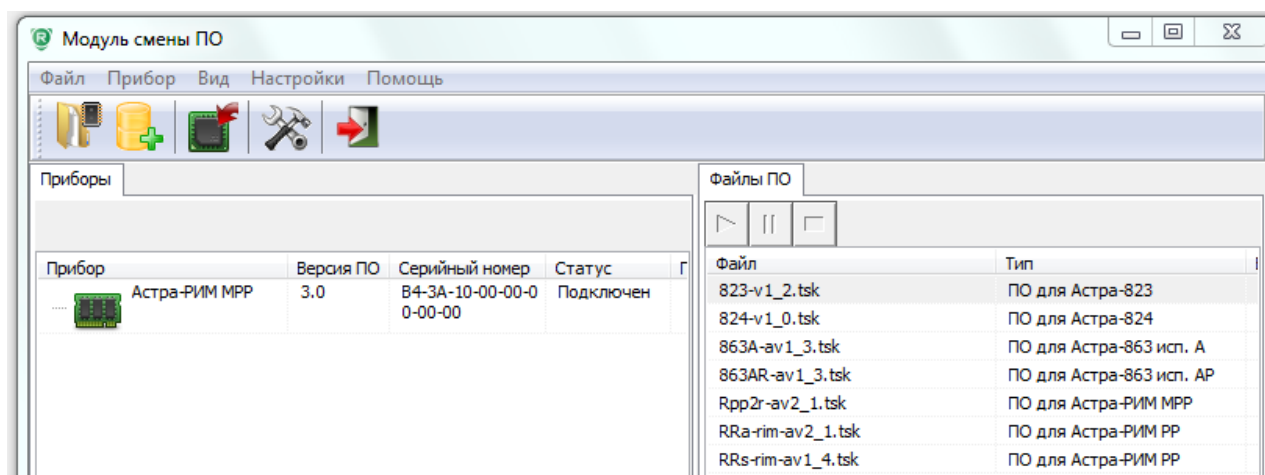 Модуль смены ПО
Файл Прибор Вид Настройки Помощь
Приборы
Файлы ПО
Прибор Версия ПО Серийный номер Статус
Астра-РИМ МРР 3.0 B4-3A-10-00-00-0 Подключен
0-00-00
Файл Тип
823-v1_2.tsk ПО для Астра-823
824-v1_0.tsk ПО для Астра-824
863A-av1_3.tsk ПО для Астра-863 исп. А
863AR-av1_3.tsk ПО для Астра-863 исп. АР
Rpp2r-av2_1.tsk ПО для Астра-РИМ МРР
RRa-rim-av2_1.tsk ПО для Астра-РИМ РР
RRs-rim-av1_4.tsk ПО для Астра-РИМ РР